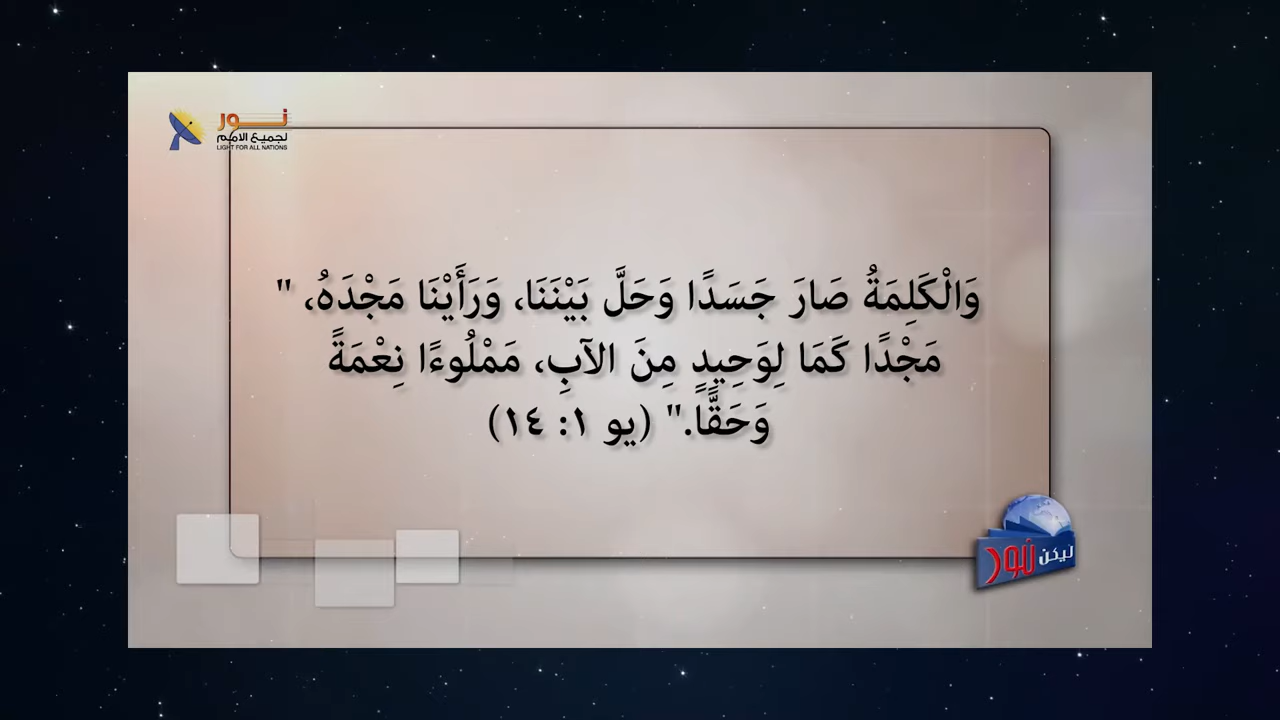 نور
لجميع الامم
LIGHT FOR ALL NATIONS
وَالْكَلِمَةُ صَارَ جَسَدًا وَحَلَّ بَيْنَنَا، وَرَأَيْنَا مَجْدَهُ، "
مَجْدًا كَمَا لِوَحِيدٍ مِنَ الآبِ، مَمْلُوءًا نِعْمَةً
وَحَقًّا." (يو ١: ١٤)
ليكن نور